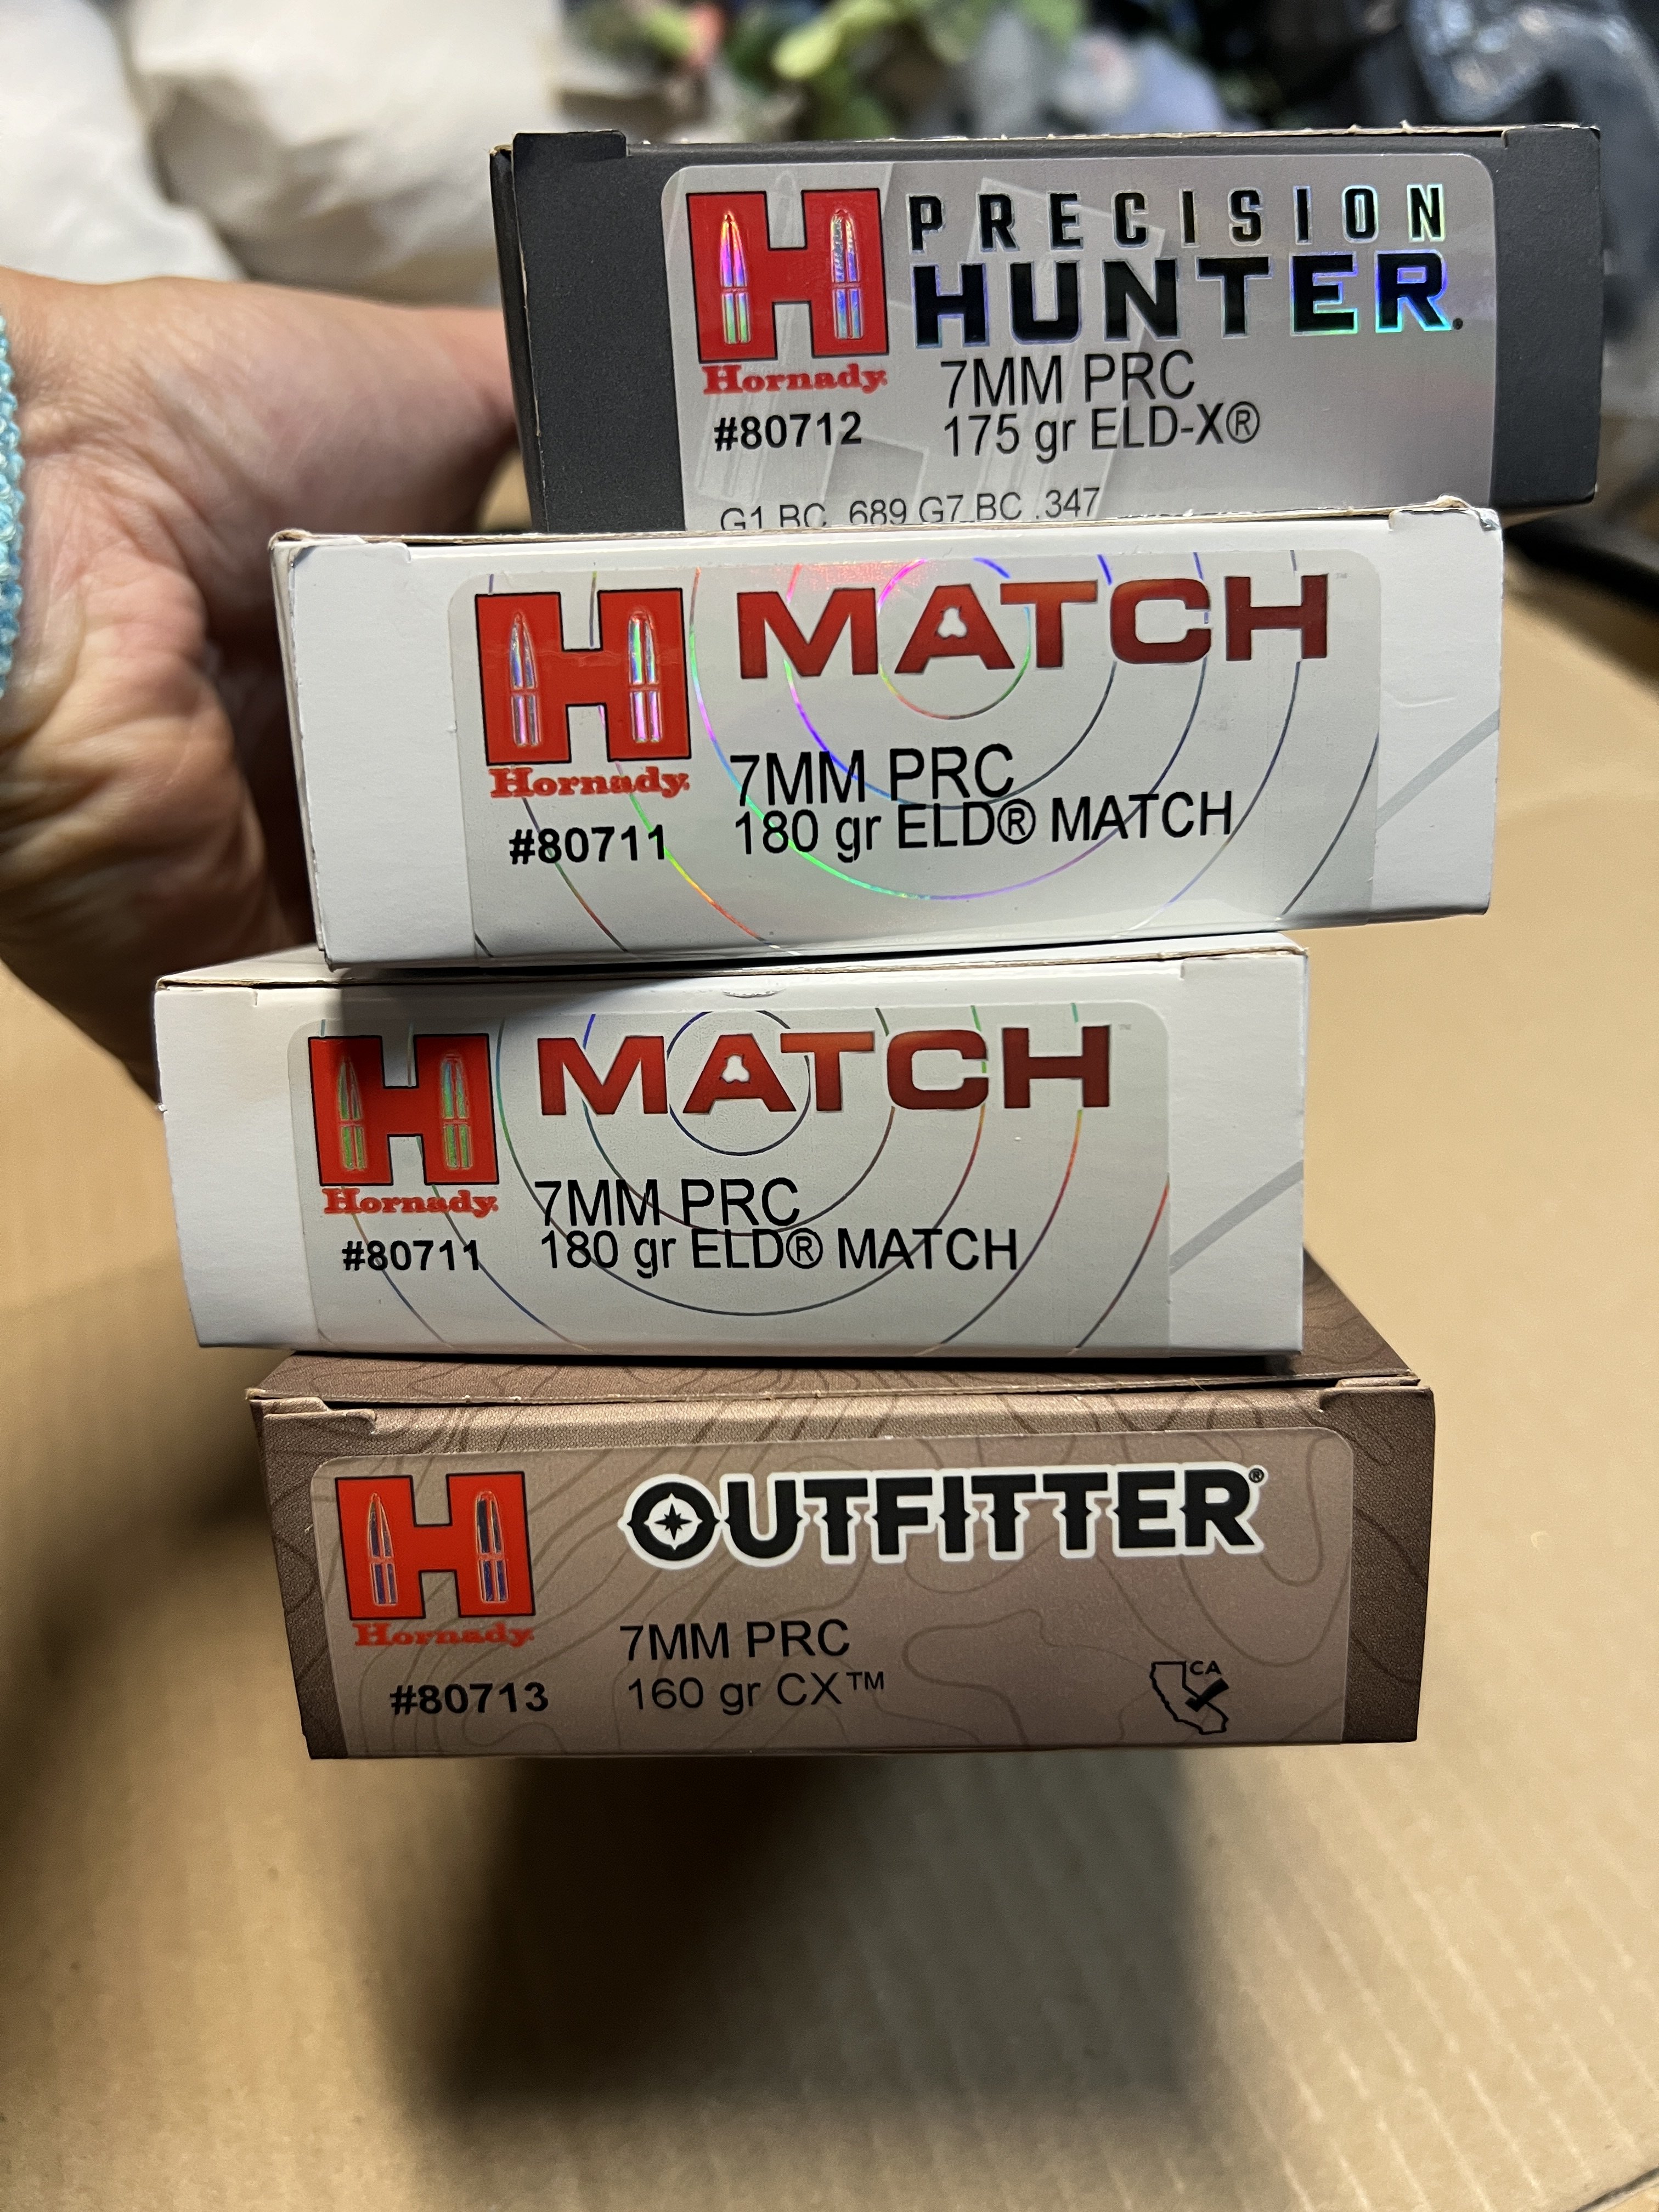 PRECISION
HUNTER®
Hornady®
7MM PRC
#80712
175 gr ELD-X®
G1 BC .689 G7 BC .347
MATCH™
Hornady®
7MM PRC
#80711
180 gr ELD® MATCH
MATCH™
Hornady®
7MM PRC
#80711
180 gr ELD® MATCH
OUTFITTER®
Hornady®
7MM PRC
#80713
160 gr CX™
CA